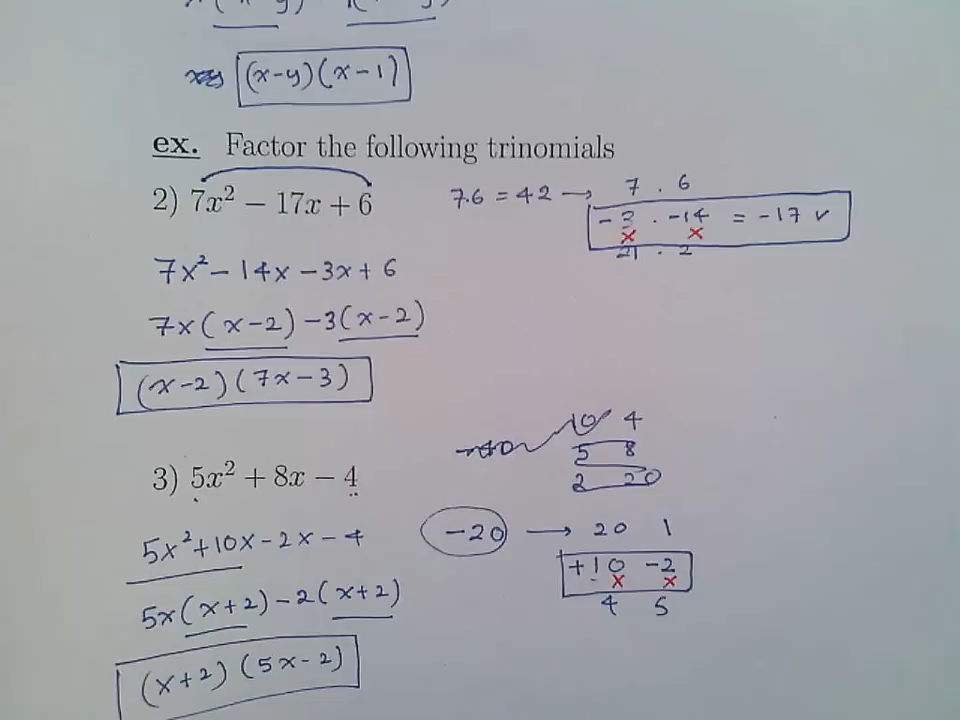 (x-y)(x-1)
ex. Factor the following trinomials
2) 7x² − 17x + 6
7.6 = 42 → 7 . 6
-3 . -14 = -17 ✓
x x
21 . 2
7x² - 14x - 3x + 6
7x(x-2) -3(x-2)
(x-2)(7x-3)
10 4
-40
5 8
2 20
3) 5x² + 8x − 4
-20 → 20 1
+10 -2
x x
4 5
5x²+10x-2x-4
5x(x+2)-2(x+2)
(x+2)(5x-2)